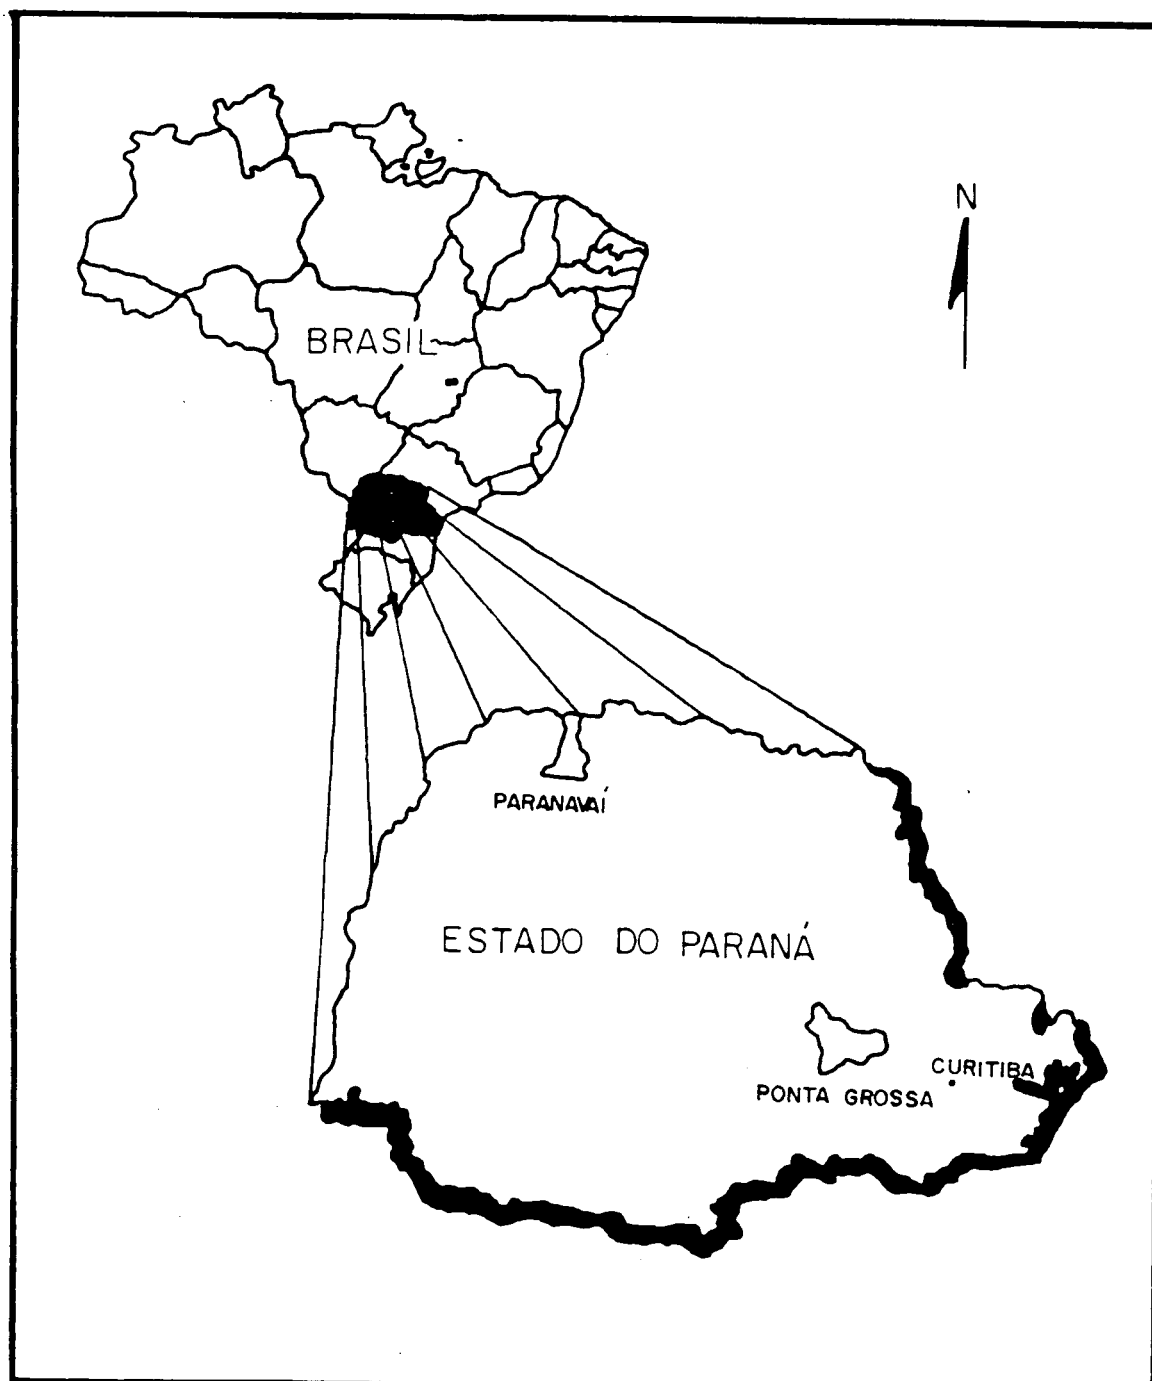 N
BRASIL
PARANAVAÍ
ESTADO DO PARANÁ
CURITIBA
PONTA GROSSA